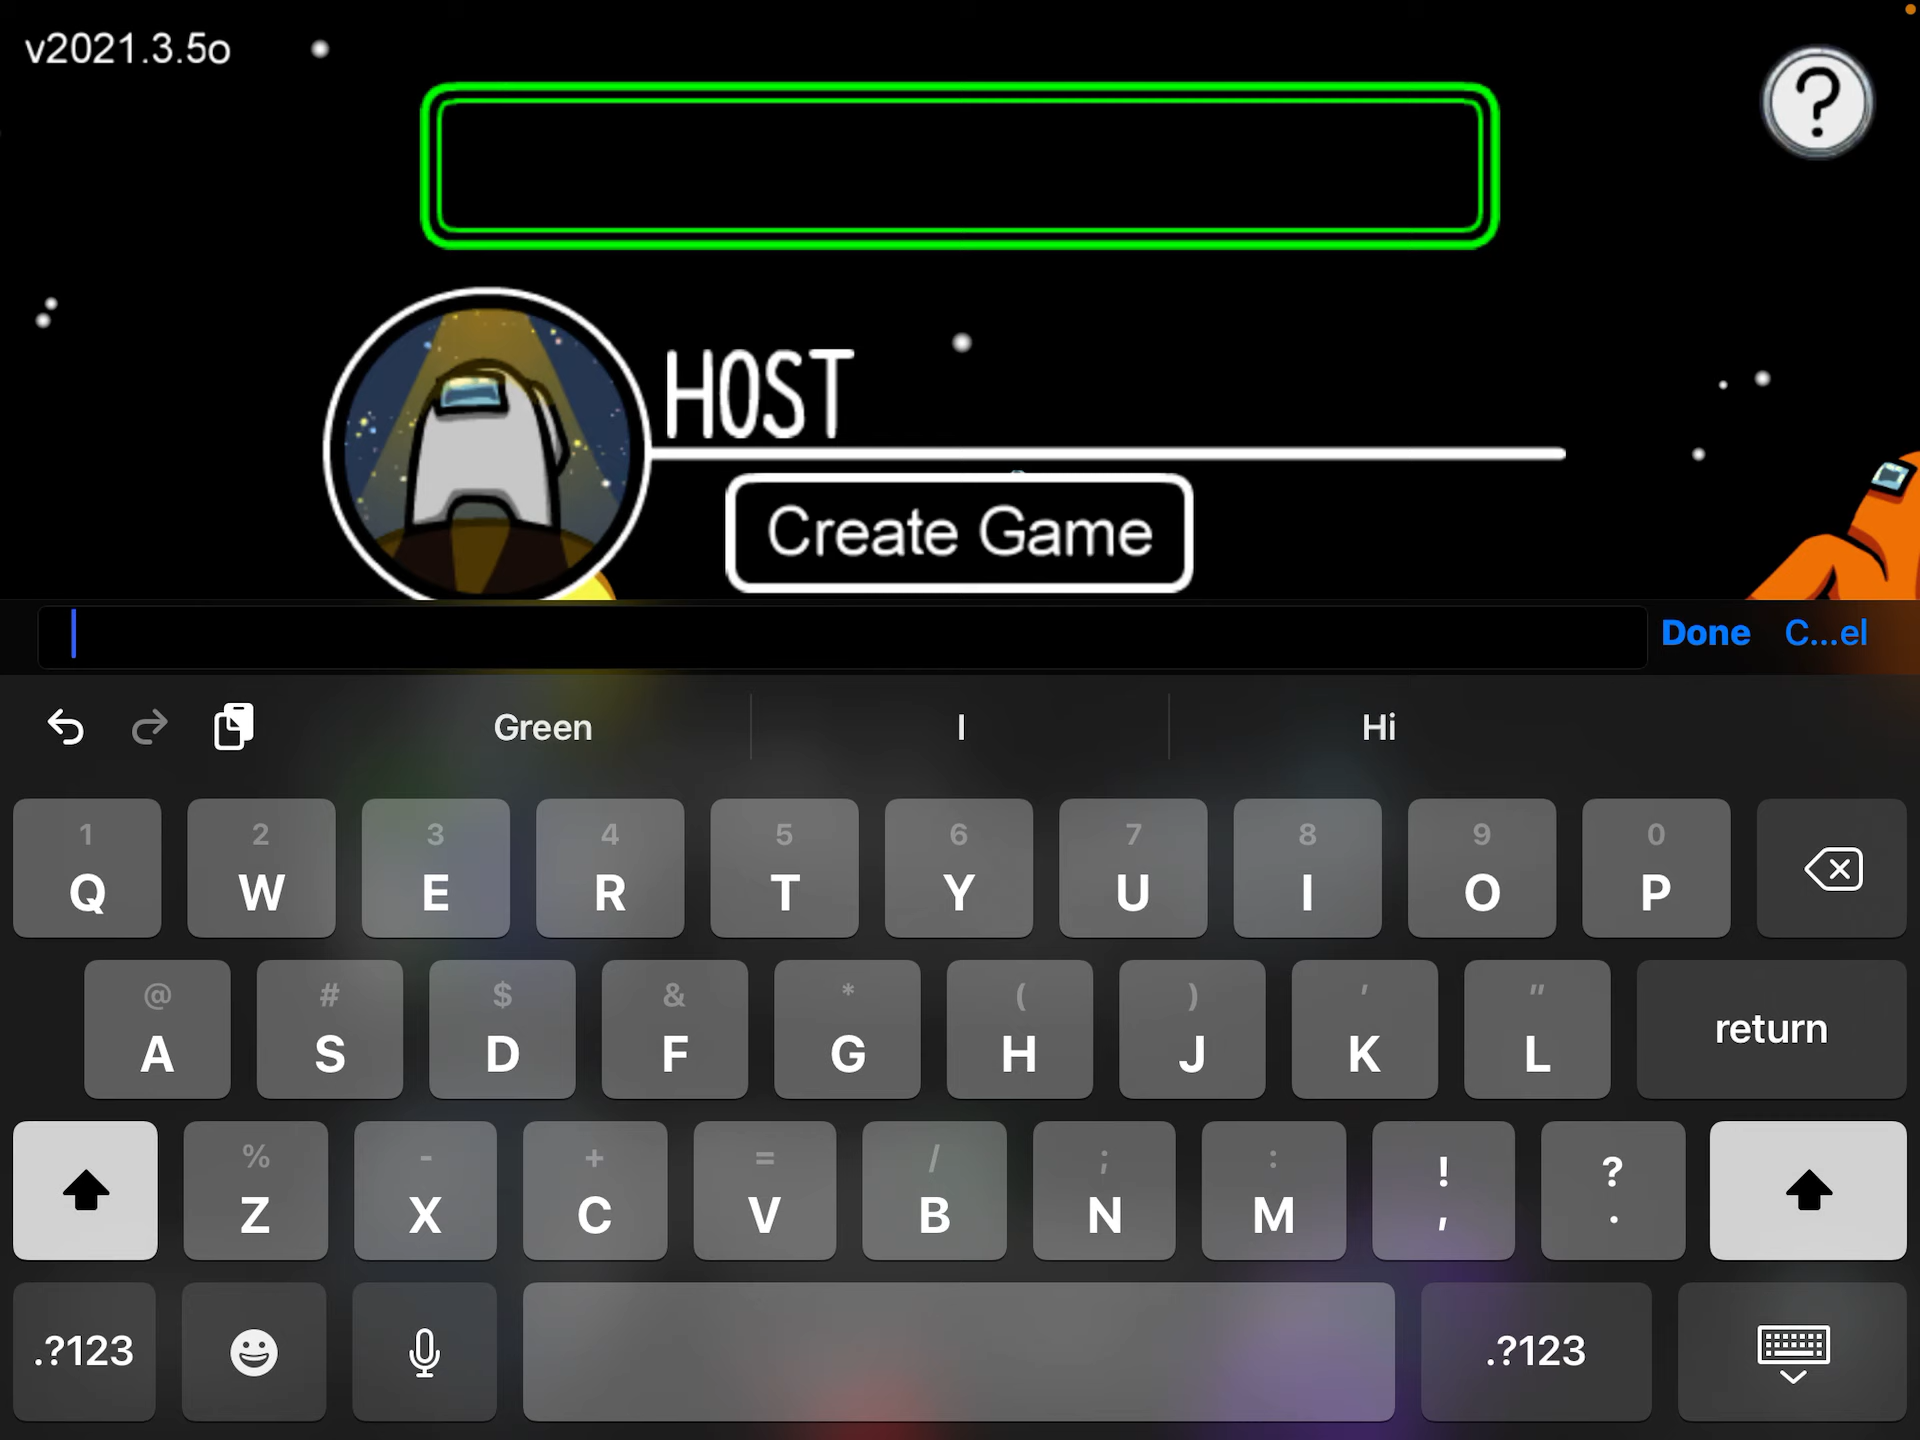 v2021.3.5o
?
HOST
Create Game
Done C...el
Green I Hi
1 2 3 4 5 6 7 8 9 0
Q W E R T Y U I O P
@ # $ & * ( ) ' "
A S D F G H J K L return
% - + = / ; : ! ?
Z X C V B N M , .
.?123 .?123